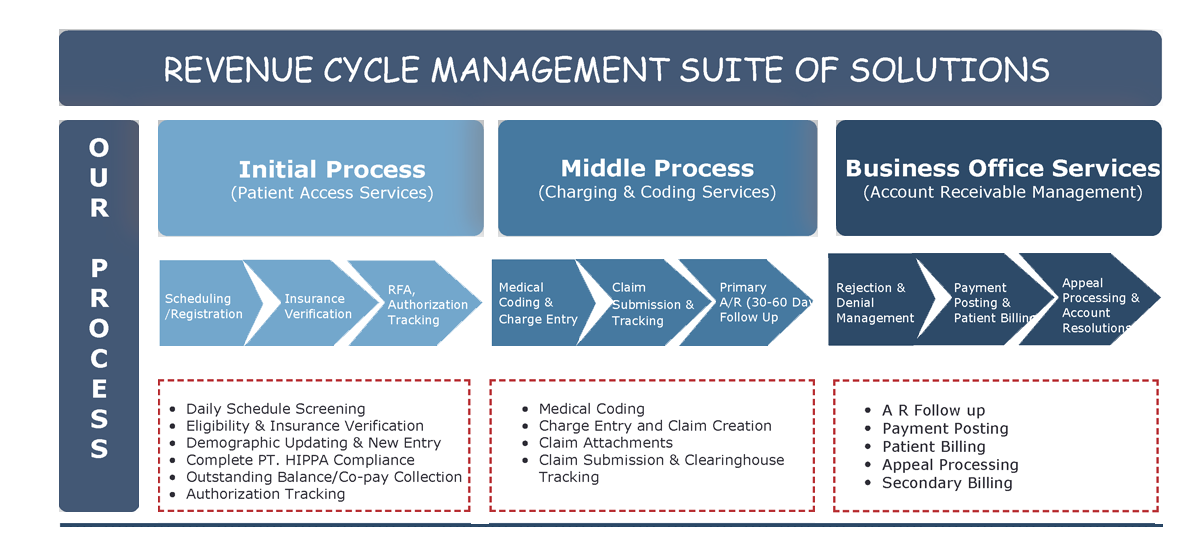 REVENUE CYCLE MANAGEMENT SUITE OF SOLUTIONS
OUR PROCESS
Initial Process
(Patient Access Services)
Middle Process
(Charging & Coding Services)
Business Office Services
(Account Receivable Management)
Scheduling
/Registration
Insurance
Verification
RFA,
Authorization
Tracking
Medical
Coding &
Charge Entry
Claim
Submission &
Tracking
Primary
A/R (30-60 Day
Follow Up
Rejection &
Denial
Management
Payment
Posting &
Patient Billing
Appeal
Processing &
Account
Resolutions
• Daily Schedule Screening
• Eligibility & Insurance Verification
• Demographic Updating & New Entry
• Complete PT. HIPPA Compliance
• Outstanding Balance/Co-pay Collection
• Authorization Tracking
• Medical Coding
• Charge Entry and Claim Creation
• Claim Attachments
• Claim Submission & Clearinghouse
Tracking
• A R Follow up
• Payment Posting
• Patient Billing
• Appeal Processing
• Secondary Billing